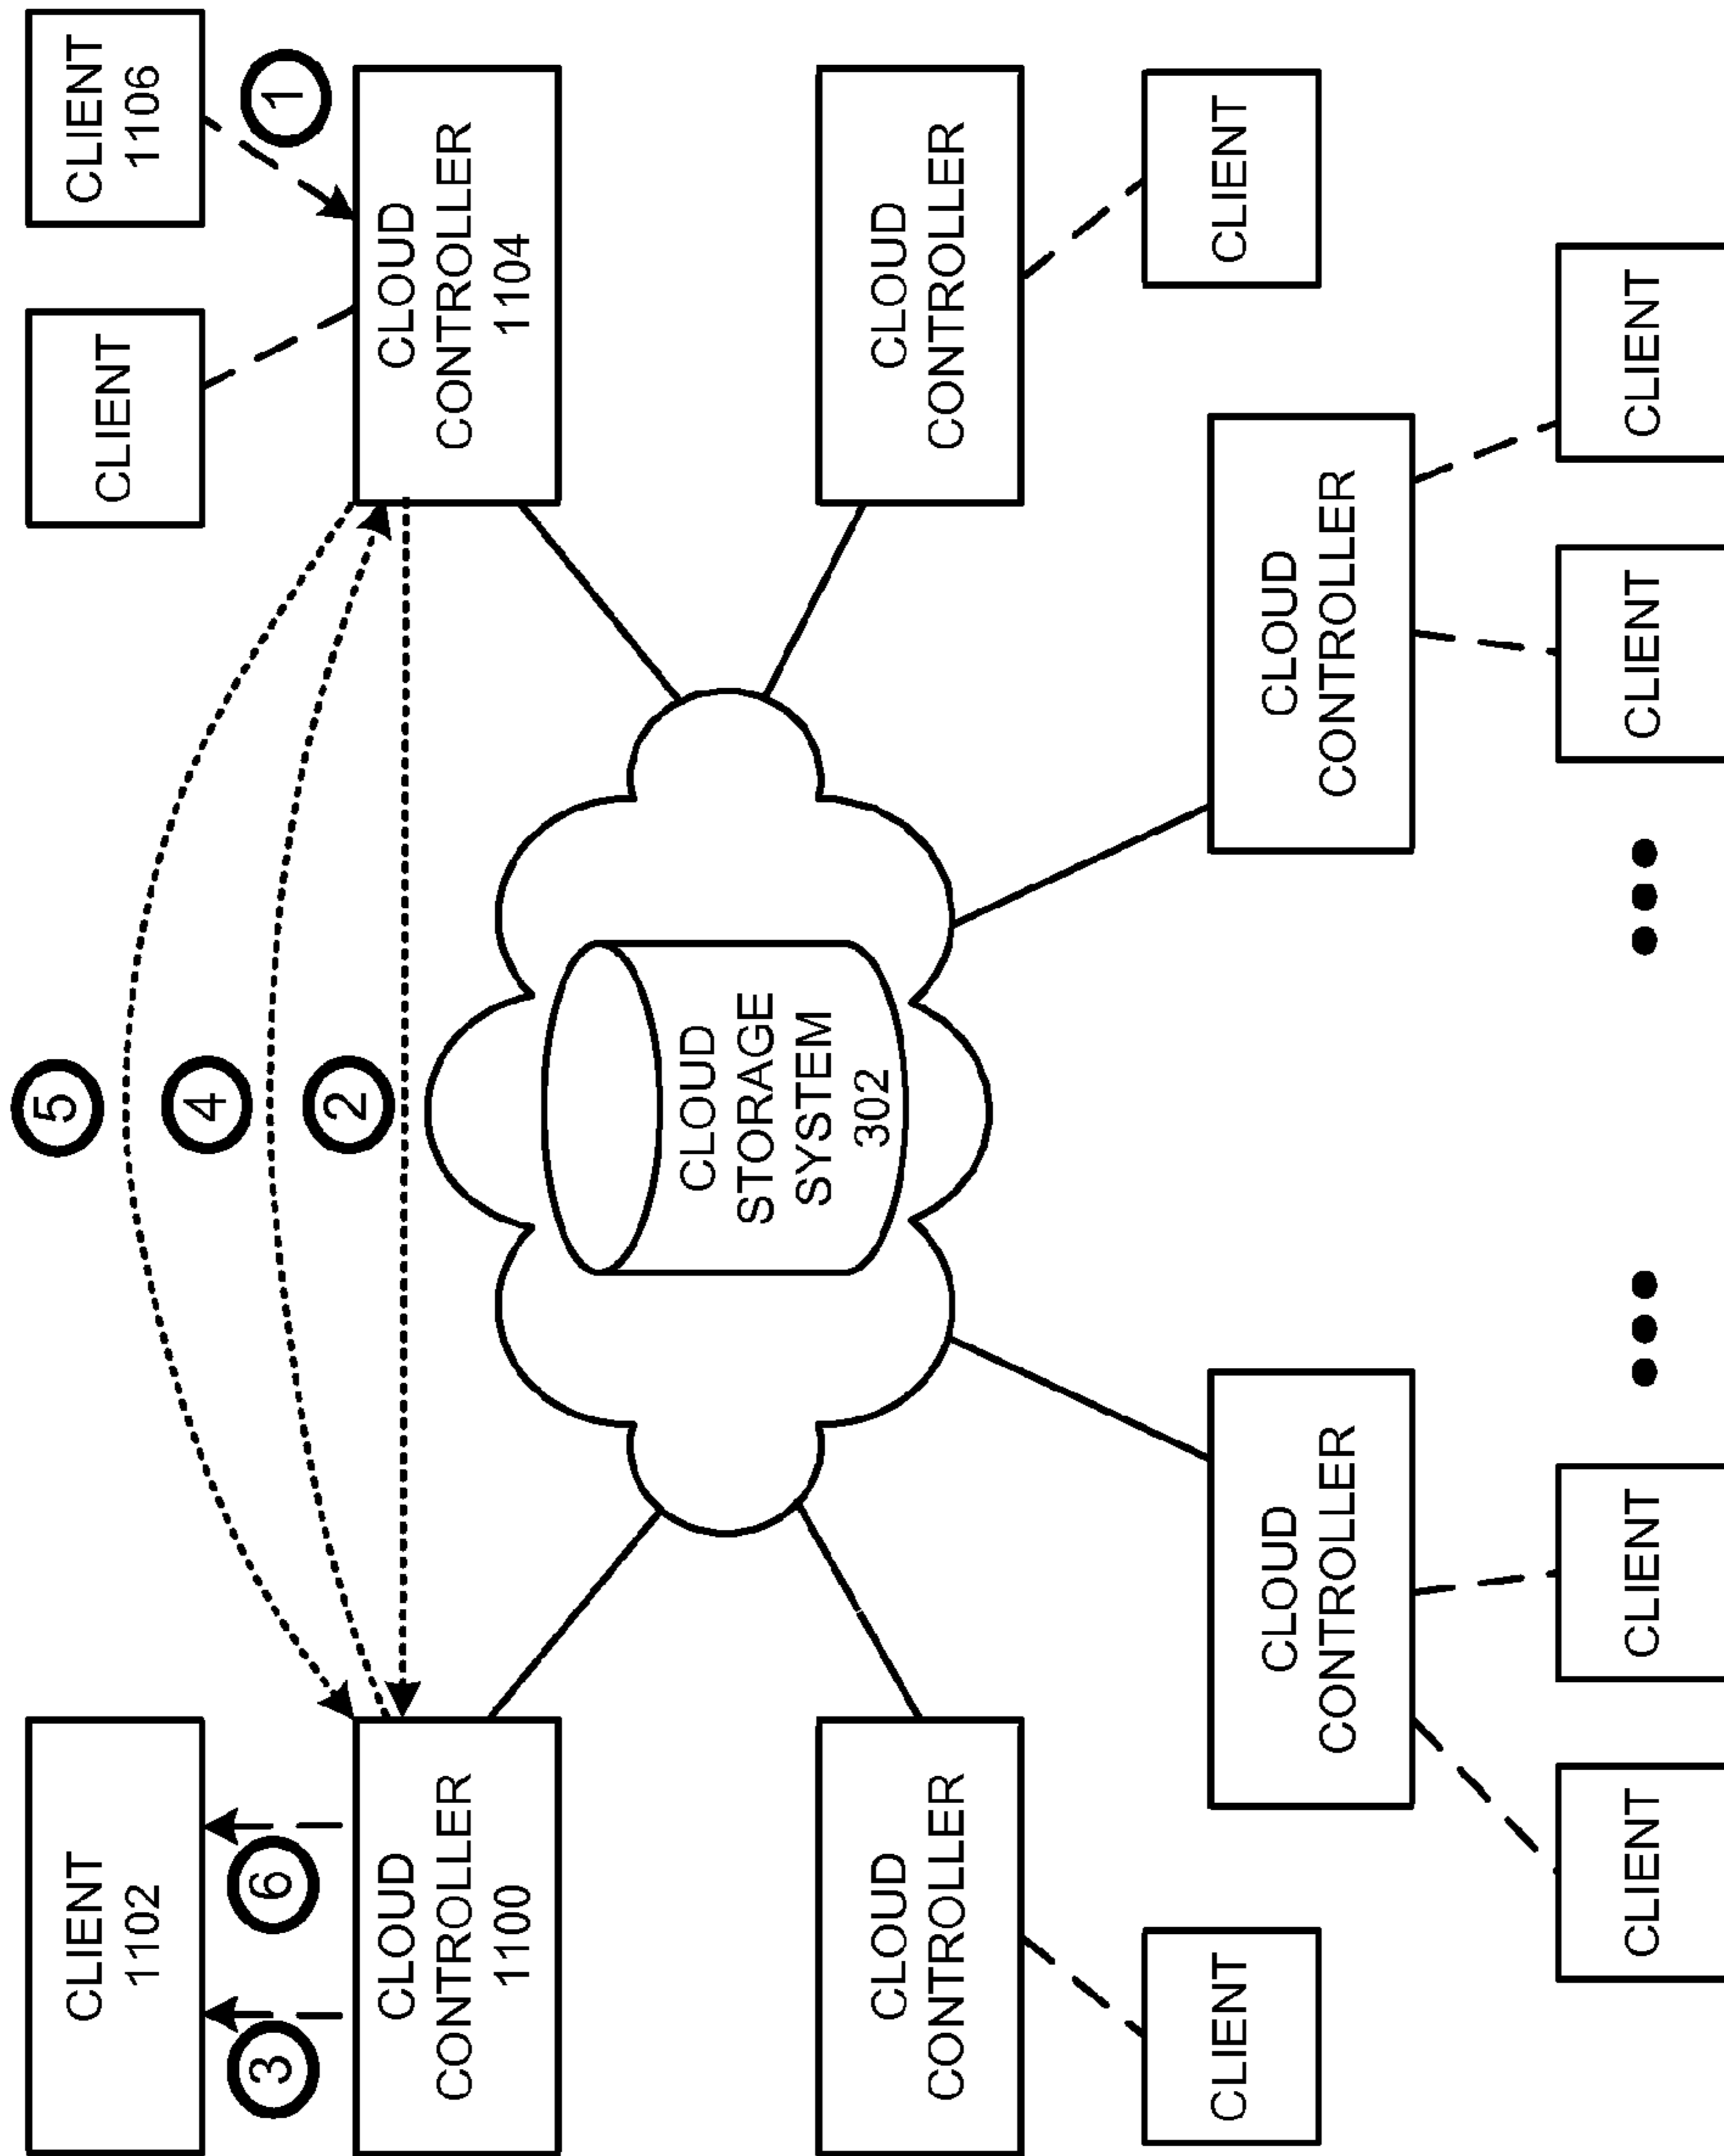 CLIENT
1102
5
CLIENT
CLIENT
1106
3
6
4
1
2
CLOUD
CONTROLLER
1100
CLOUD
CONTROLLER
1104
CLOUD
STORAGE
SYSTEM
302
CLOUD
CONTROLLER
CLOUD
CONTROLLER
CLIENT
CLIENT
CLOUD
CONTROLLER
CLOUD
CONTROLLER
CLIENT
CLIENT
CLIENT
CLIENT